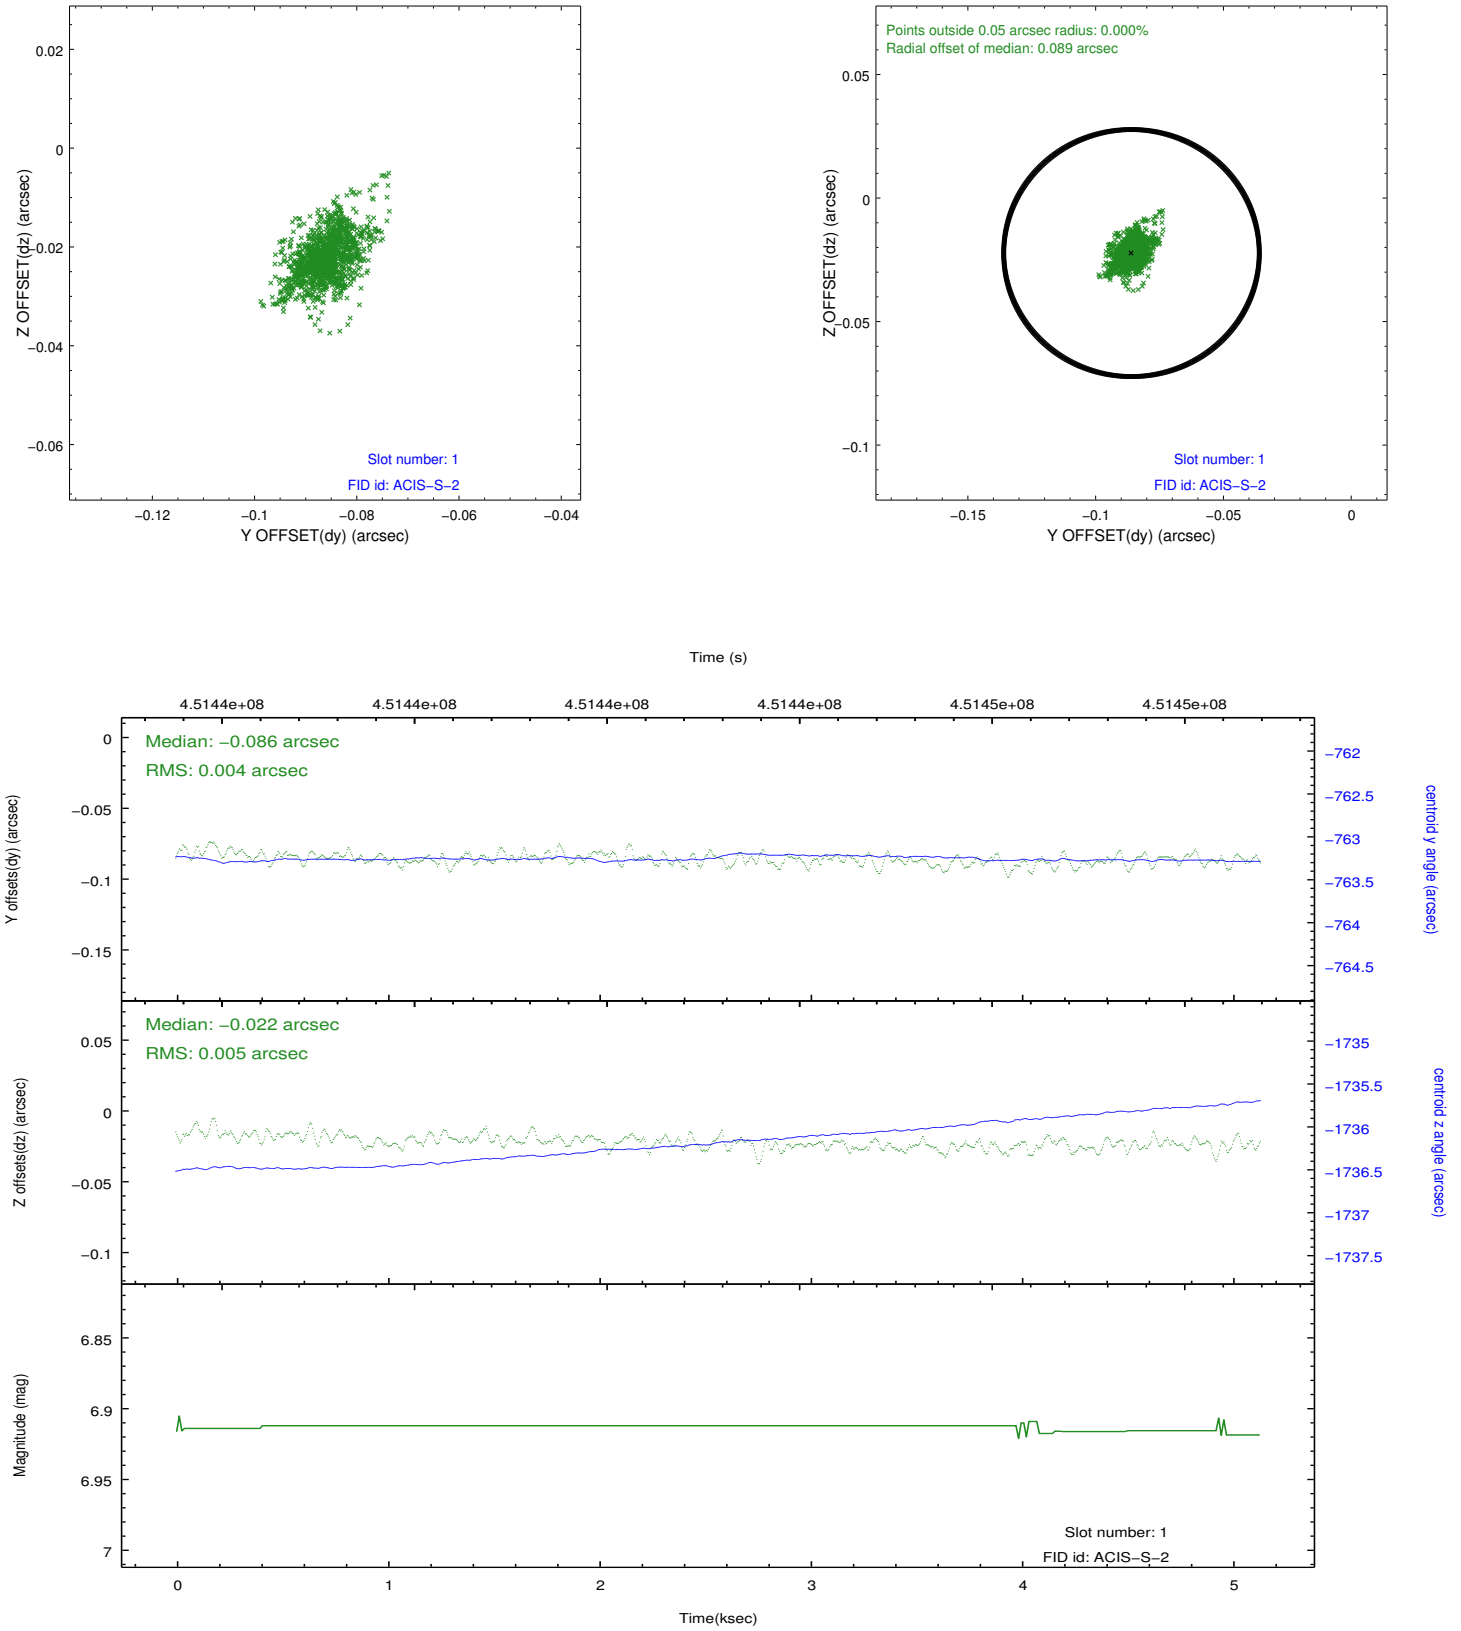 0.02
0
−0.02
−0.04
−0.06
Z OFFSET(dz) (arcsec)
Slot number: 1
FID id: ACIS−S−2
−0.12
−0.1
−0.08
−0.06
−0.04
Y OFFSET(dy) (arcsec)
Points outside 0.05 arcsec radius: 0.000%
Radial offset of median: 0.089 arcsec
0.05
0
−0.05
−0.1
Z OFFSET(dz) (arcsec)
Slot number: 1
FID id: ACIS−S−2
−0.15
−0.1
−0.05
0
Y OFFSET(dy) (arcsec)
Time (s)
4.5144e+08
4.5144e+08
4.5144e+08
4.5144e+08
4.5145e+08
4.5145e+08
Median: −0.086 arcsec
RMS: 0.004 arcsec
0
−0.05
−0.1
−0.15
Y offsets(dy) (arcsec)
−762
−762.5
−763
−763.5
−764
−764.5
centroid y angle (arcsec)
Median: −0.022 arcsec
RMS: 0.005 arcsec
0.05
0
−0.05
−0.1
Z offsets(dz) (arcsec)
−1735
−1735.5
−1736
−1736.5
−1737
−1737.5
centroid z angle (arcsec)
6.85
6.9
6.95
7
Magnitude (mag)
Slot number: 1
FID id: ACIS−S−2
0
1
2
3
4
5
Time(ksec)